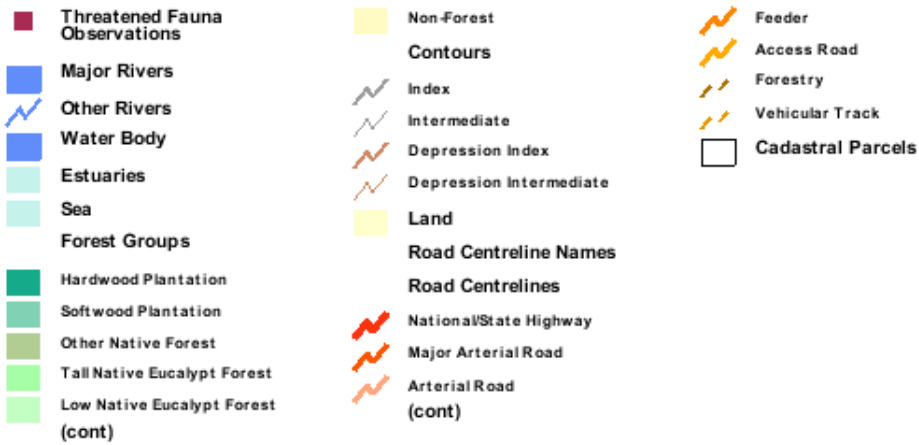 Threatened Fauna
Observations
Major Rivers
Other Rivers
Water Body
Estuaries
Sea
Forest Groups
Hardwood Plantation
Softwood Plantation
Other Native Forest
Tall Native Eucalypt Forest
Low Native Eucalypt Forest
(cont)
Non-Forest
Contours
Index
Intermediate
Depression Index
Depression Intermediate
Land
Road Centreline Names
Road Centrelines
National/State Highway
Major Arterial Road
Arterial Road
(cont)
Feeder
Access Road
Forestry
Vehicular Track
Cadastral Parcels